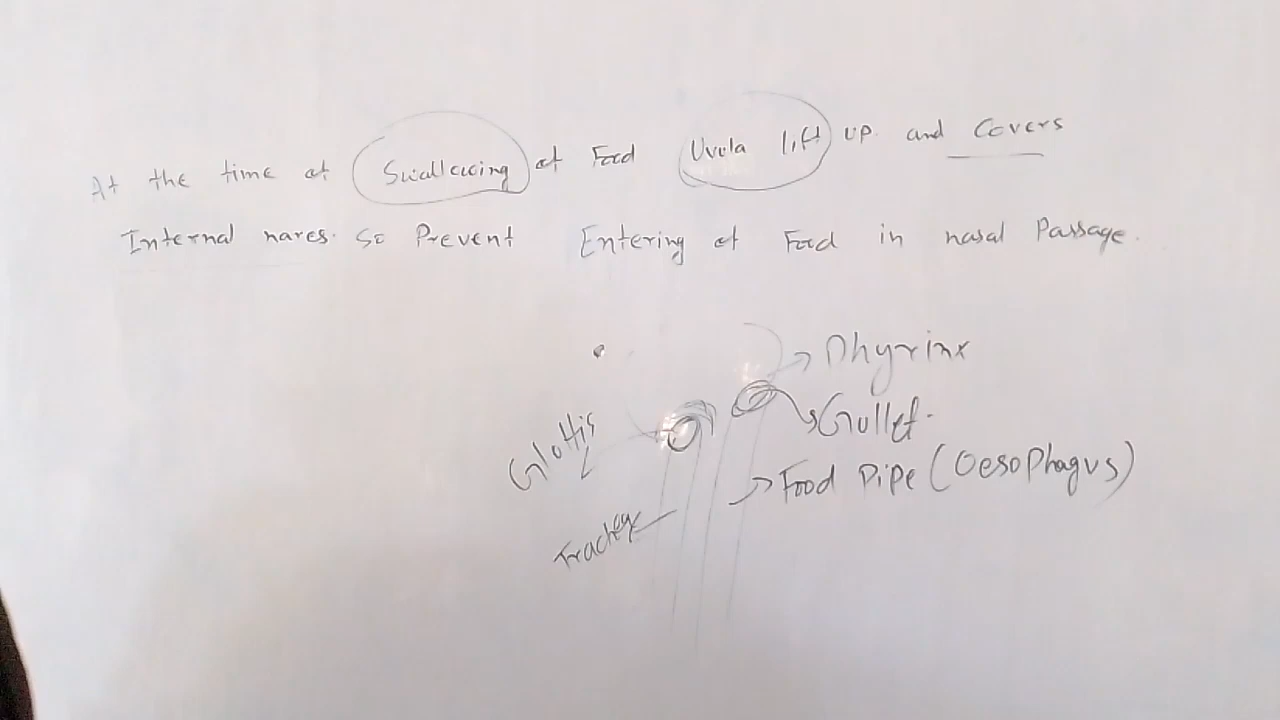 At the time of Swallowing of Food Uvula lift up and Covers
Internal nares. So Prevent Entering of Food in nasal Passage.
Phyrinx
Glottis
Gullet.
Food Pipe (Oesophagus)
Trachea